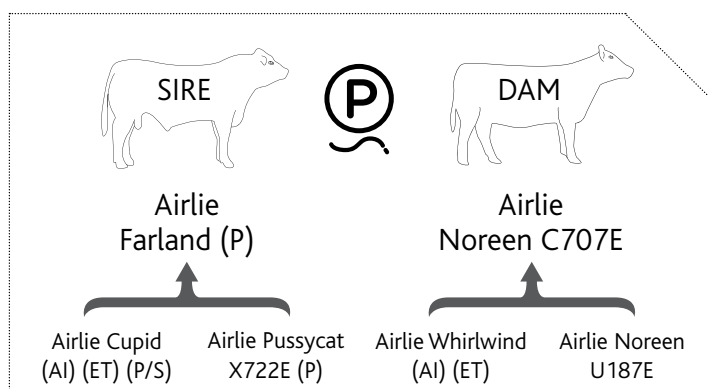 SIRE
P
DAM
Airlie
Farland (P)
Airlie
Noreen C707E
Airlie Cupid
(AI) (ET) (P/S)
Airlie Pussycat
X722E (P)
Airlie Whirlwind
(AI) (ET)
Airlie Noreen
U187E